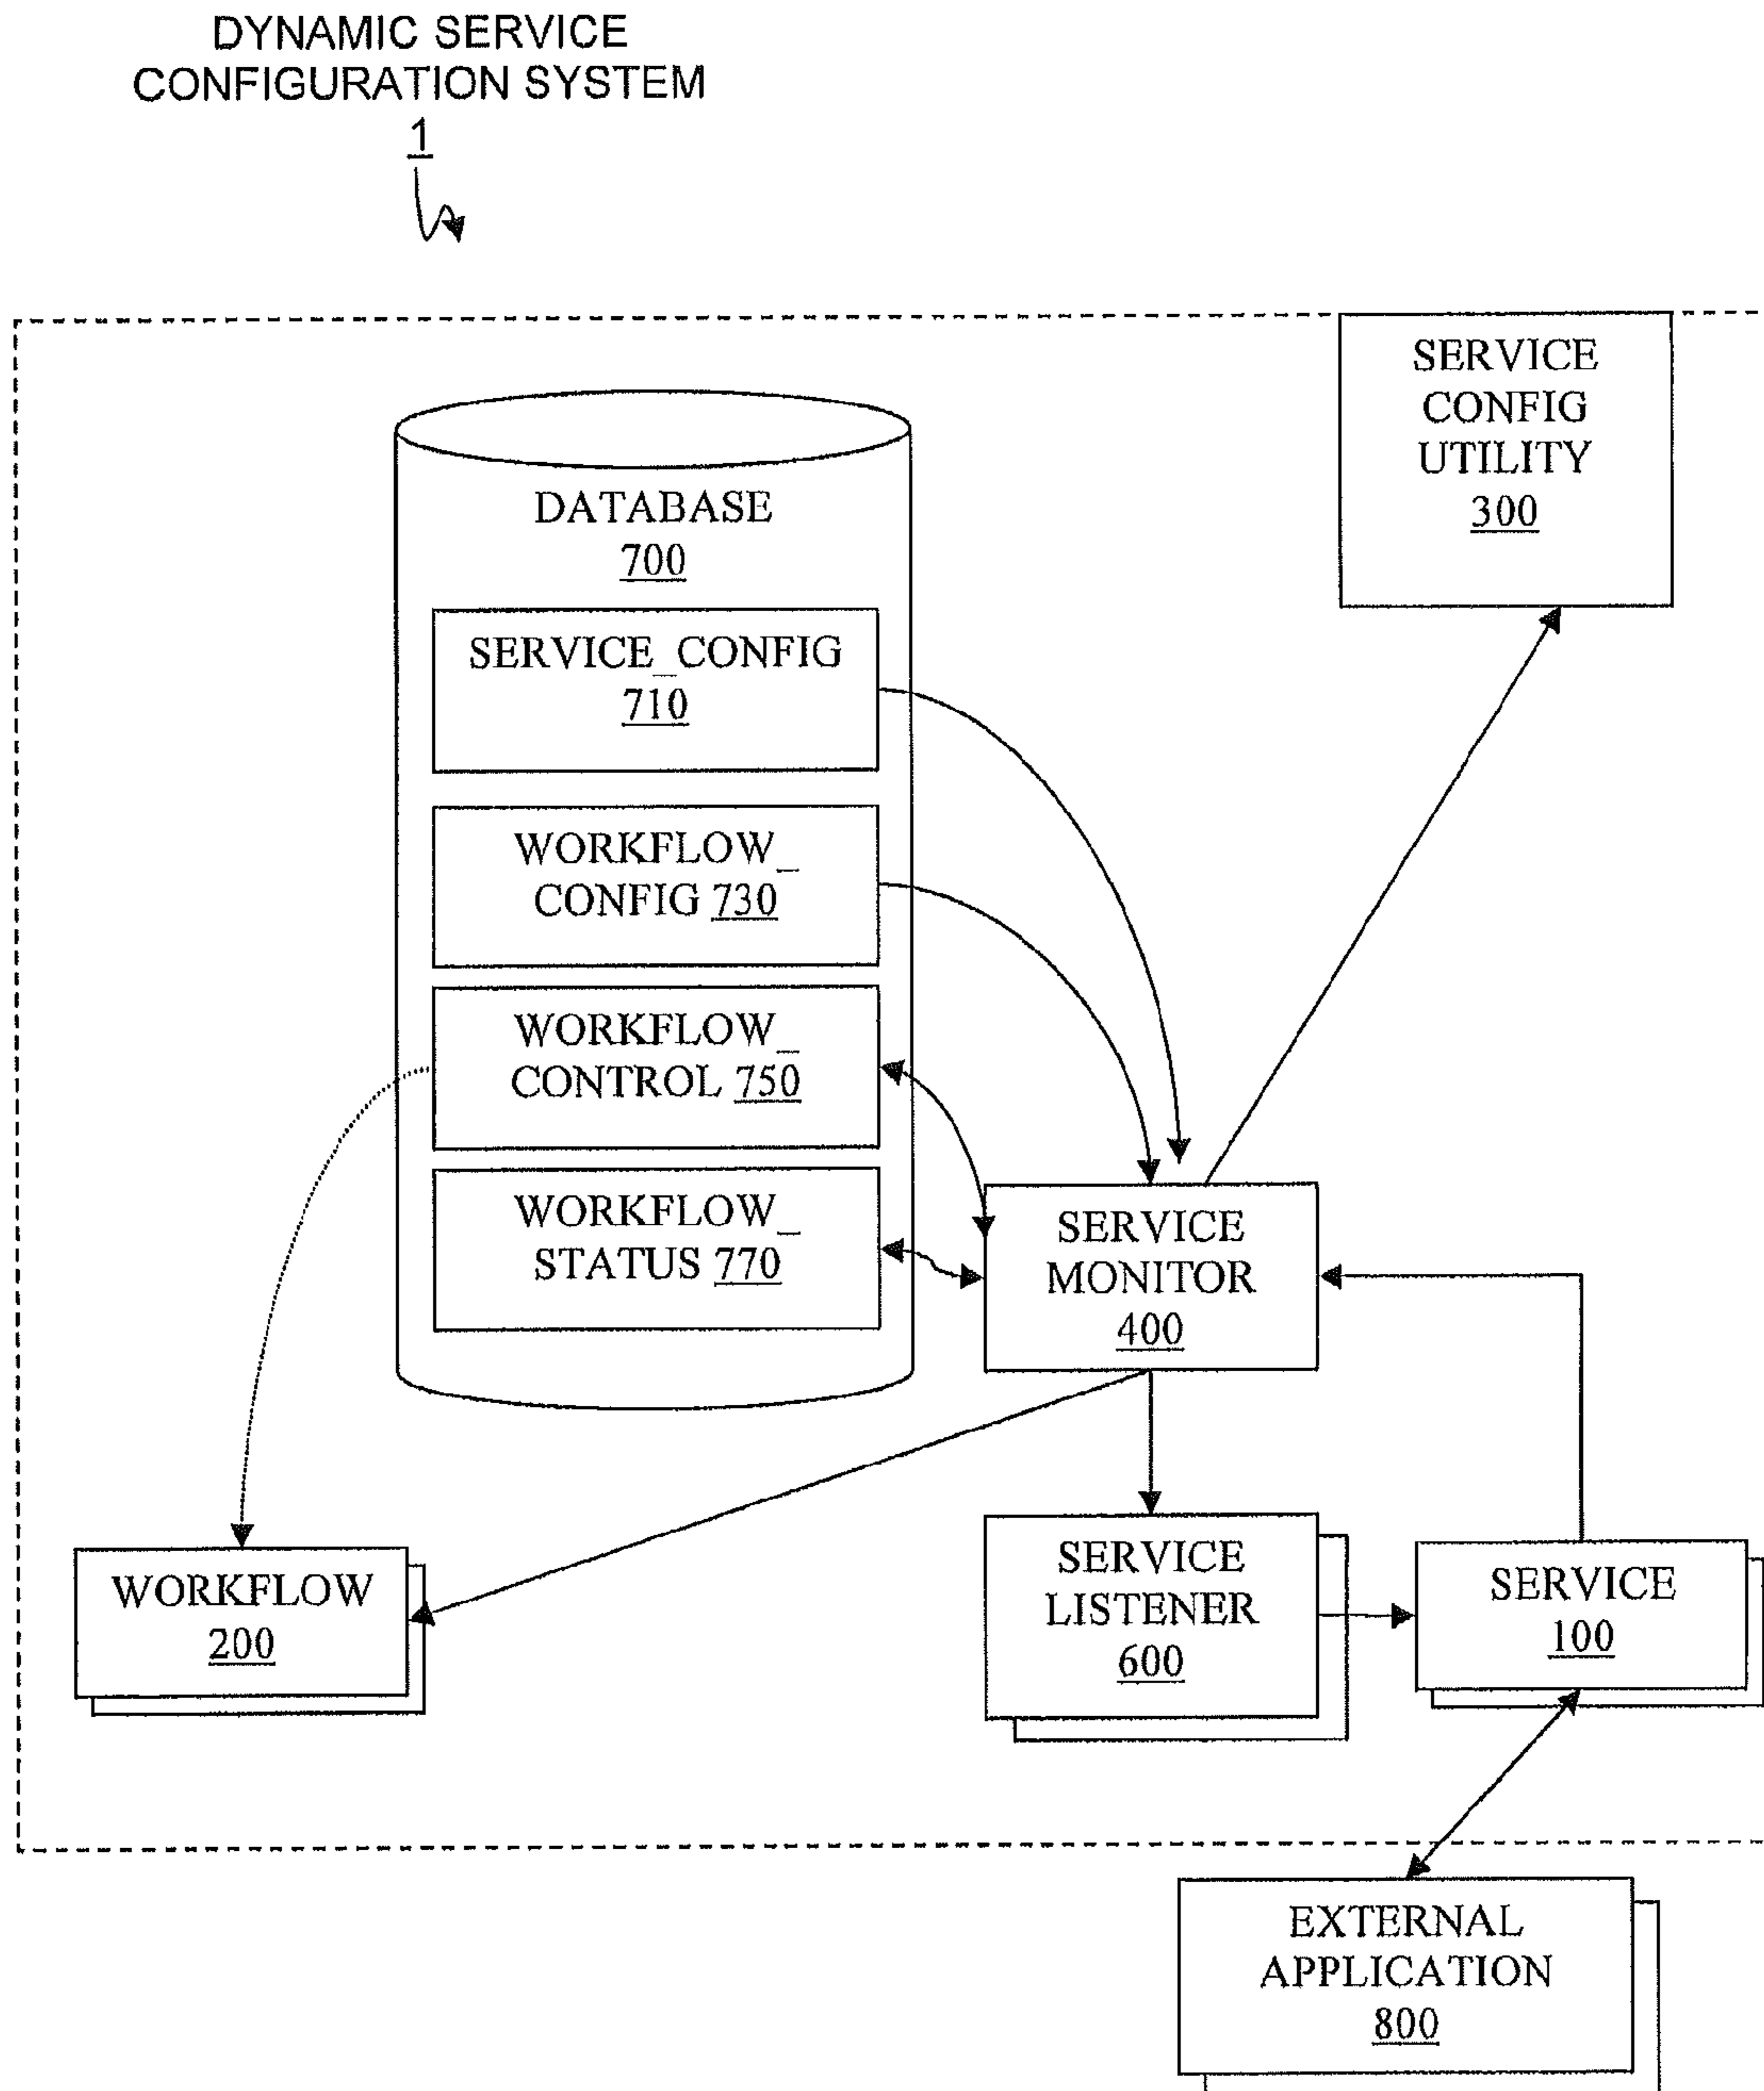 DYNAMIC SERVICE
CONFIGURATION SYSTEM
1
SERVICE
CONFIG
UTILITY
300
DATABASE
700
SERVICE_CONFIG
710
WORKFLOW_
CONFIG 730
WORKFLOW_
CONTROL 750
WORKFLOW_
STATUS 770
SERVICE
MONITOR
400
WORKFLOW
200
SERVICE
LISTENER
600
SERVICE
100
EXTERNAL
APPLICATION
800